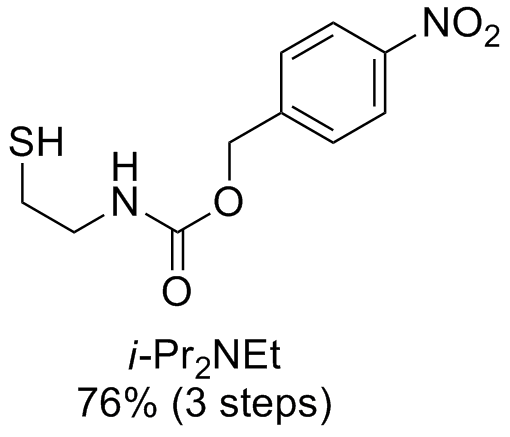 NO2
SH
H
N
O
O
i-Pr2NEt
76% (3 steps)